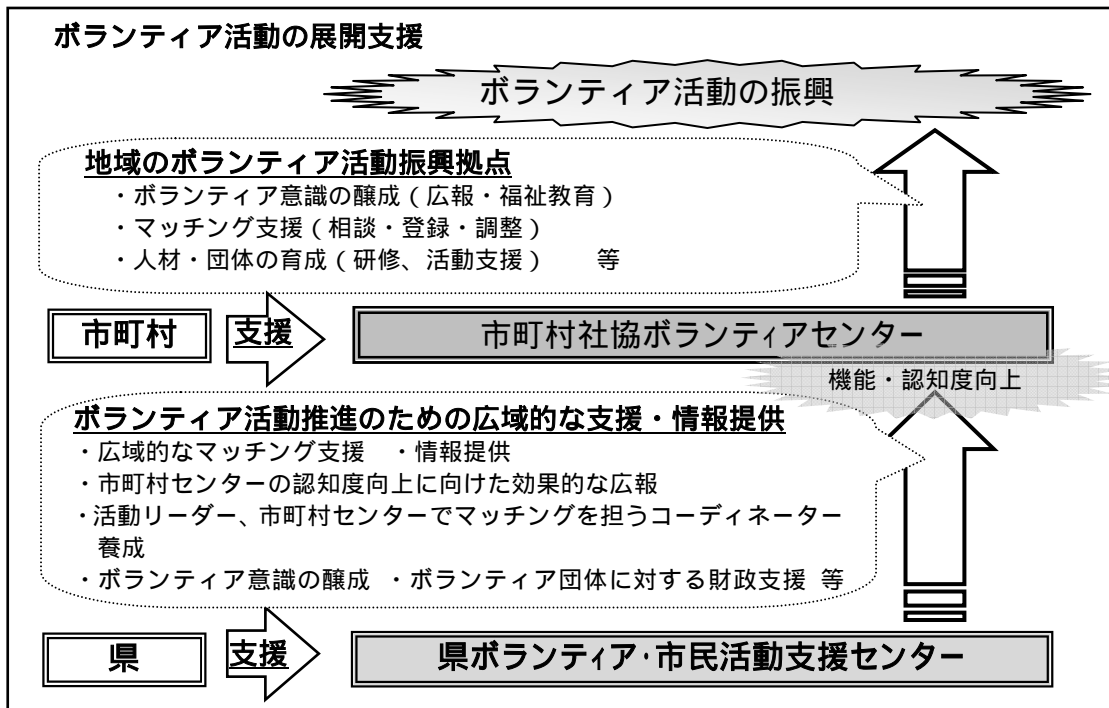 ボランティア活動の展開支援
ボランティア活動の振興
地域のボランティア活動振興拠点
・ボランティア意識の醸成（広報・福祉教育）
・マッチング支援（相談・登録・調整）
・人材・団体の育成（研修、活動支援）　　等
市町村
支援
市町村社協ボランティアセンター
機能・認知度向上
ボランティア活動推進のための広域的な支援・情報提供
・広域的なマッチング支援　・情報提供
・市町村センターの認知度向上に向けた効果的な広報
・活動リーダー、市町村センターでマッチングを担うコーディネーター
養成
・ボランティア意識の醸成　・ボランティア団体に対する財政支援 等
県
支援
県ボランティア・市民活動支援センター